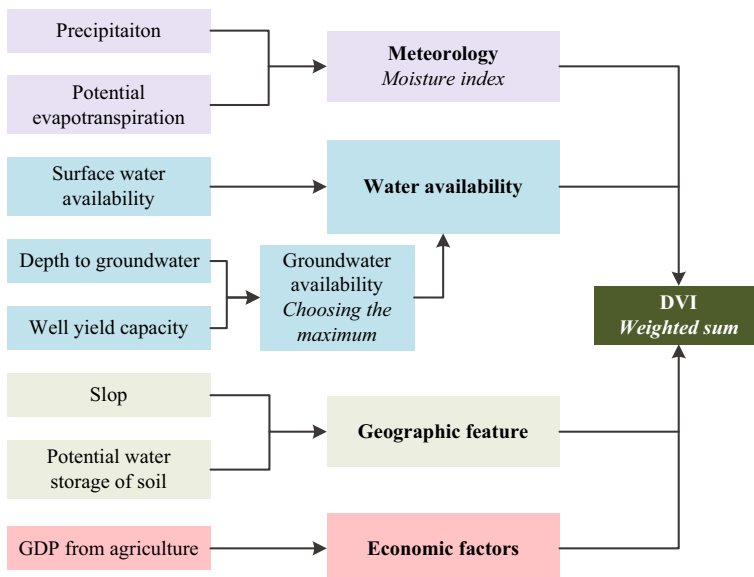 Precipitaiton
Potential
evapotranspiration
Meteorology
Moisture index
Surface water
availability
Water availability
Depth to groundwater
Well yield capacity
Groundwater
availability
Choosing the
maximum
DVI
Weighted sum
Slop
Potential water
storage of soil
Geographic feature
GDP from agriculture
Economic factors